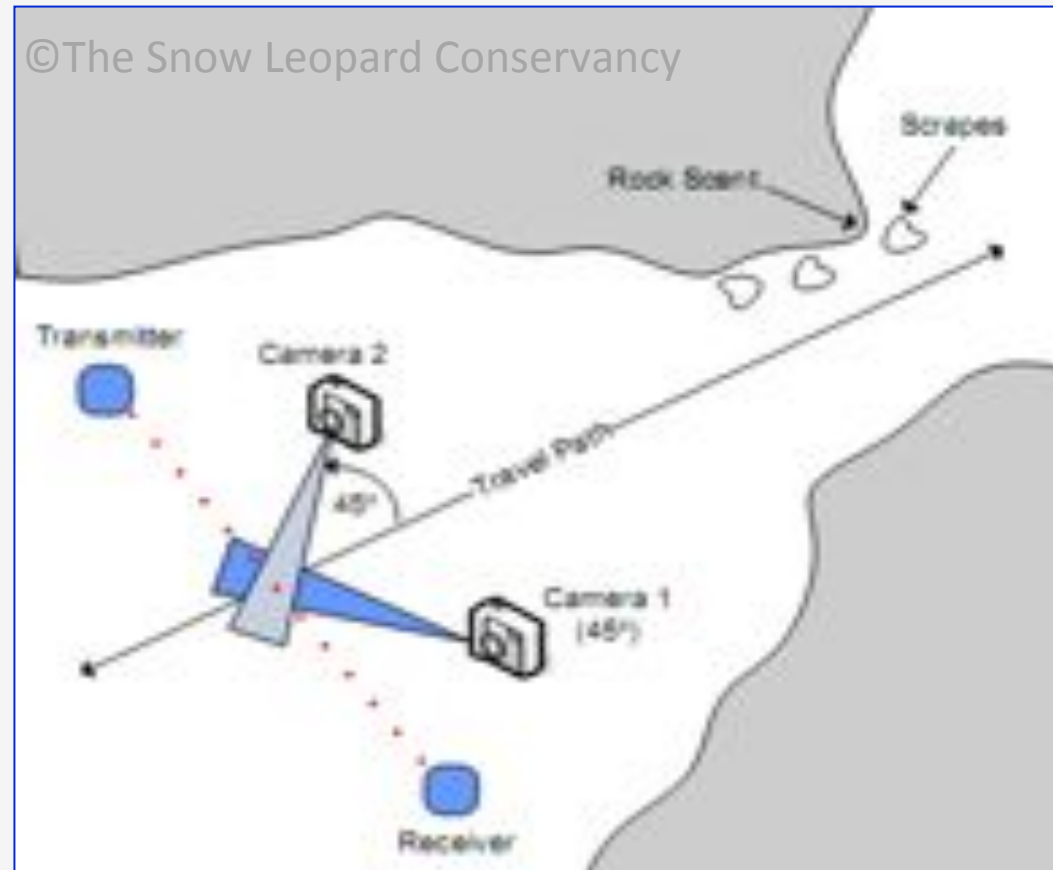 ©The Snow Leopard Conservancy
Scrapes
Rock Scent
Transmitter
Camera 2
Travel Path
45°
Camera 1
(45°)
Receiver